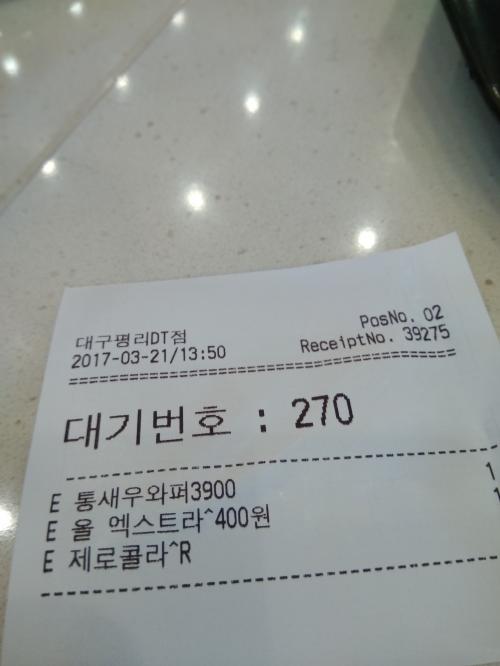 대구평리DT점 PosNo. 02
2017-03-21/13:50 ReceiptNo. 39275
대기번호 : 270
E 통새우와퍼3900 1
E 올 엑스트라^400원 1
E 제로콜라^R